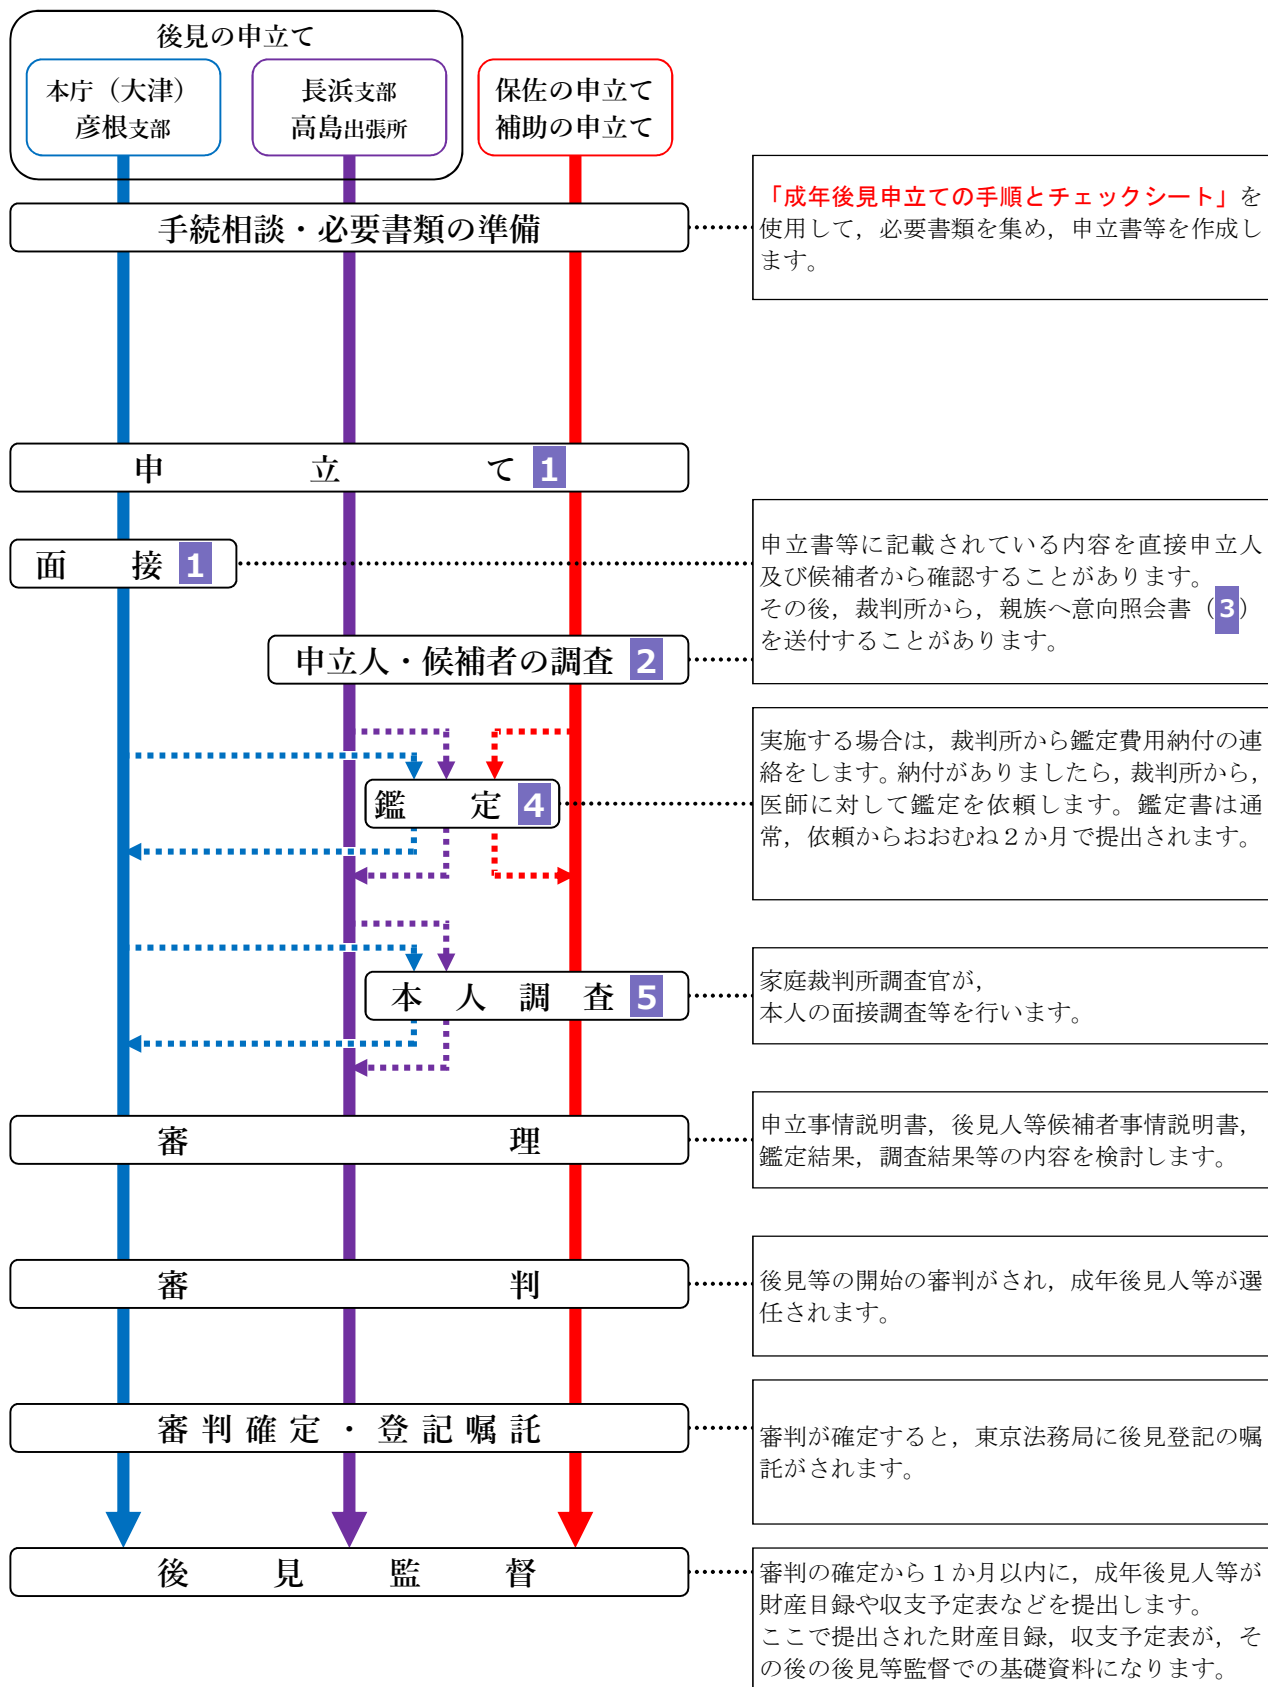 後見の申立て
本庁（大津）
彦根支部
長浜支部
高島出張所
保佐の申立て
補助の申立て
手続相談・必要書類の準備
「成年後見申立ての手順とチェックシート」を
使用して，必要書類を集め，申立書等を作成し
ます。
申立て 1
面接 1
申立書等に記載されている内容を直接申立人
及び候補者から確認することがあります。
その後，裁判所から，親族へ意向照会書（3）
を送付することがあります。
申立人・候補者の調査 2
実施する場合は，裁判所から鑑定費用納付の連
絡をします。納付がありましたら，裁判所から，
医師に対して鑑定を依頼します。鑑定書は通
常，依頼からおおむね２か月で提出されます。
鑑定 4
本人調査 5
家庭裁判所調査官が，
本人の面接調査等を行います。
審理
申立事情説明書，後見人等候補者事情説明書，
鑑定結果，調査結果等の内容を検討します。
審判
後見等の開始の審判がされ，成年後見人等が選
任されます。
審判確定・登記嘱託
審判が確定すると，東京法務局に後見登記の嘱
託がされます。
後見監督
審判の確定から１か月以内に，成年後見人等が
財産目録や収支予定表などを提出します。
ここで提出された財産目録，収支予定表が，そ
の後の後見等監督での基礎資料になります。